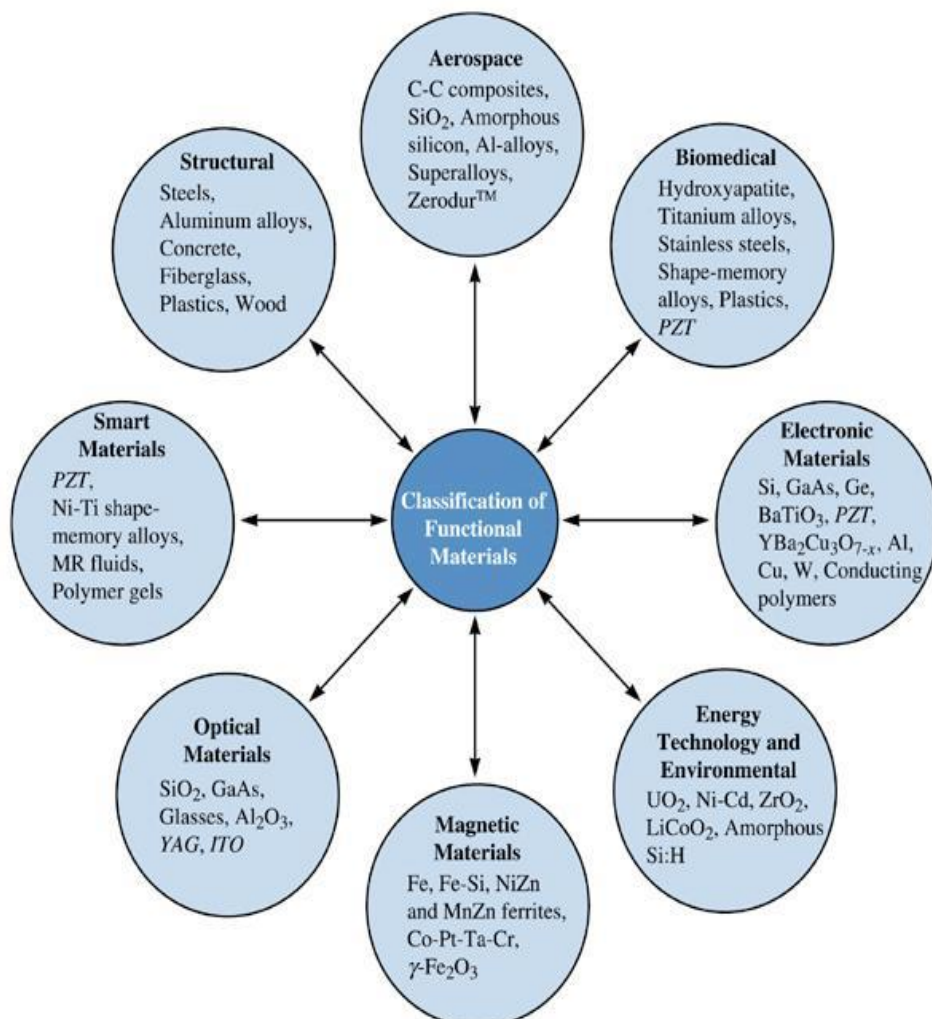 Aerospace
C-C composites,
SiO₂, Amorphous
silicon, Al-alloys,
Superalloys,
Zerodur™
Biomedical
Hydroxyapatite,
Titanium alloys,
Stainless steels,
Shape-memory
alloys, Plastics,
PZT
Electronic
Materials
Si, GaAs, Ge,
BaTiO₃, PZT,
YBa₂Cu₃O₇₋ₓ, Al,
Cu, W, Conducting
polymers
Energy
Technology and
Environmental
UO₂, Ni-Cd, ZrO₂,
LiCoO₂, Amorphous
Si:H
Magnetic
Materials
Fe, Fe-Si, NiZn
and MnZn ferrites,
Co-Pt-Ta-Cr,
γ-Fe₂O₃
Optical
Materials
SiO₂, GaAs,
Glasses, Al₂O₃,
YAG, ITO
Smart
Materials
PZT,
Ni-Ti shape-
memory alloys,
MR fluids,
Polymer gels
Structural
Steels,
Aluminum alloys,
Concrete,
Fiberglass,
Plastics, Wood
Classification of
Functional
Materials